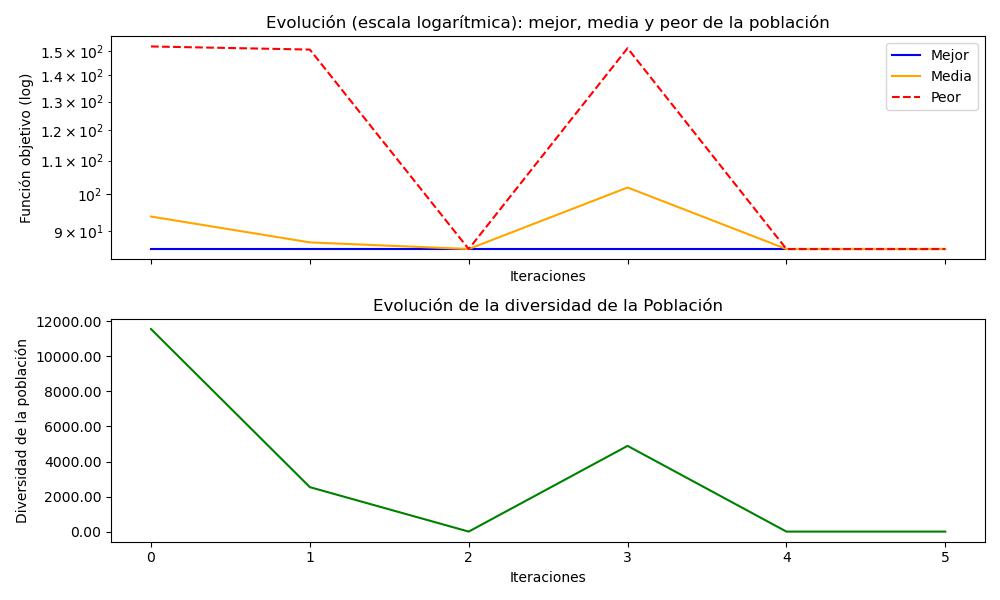 Evolución (escala logarítmica): mejor, media y peor de la población
Función objetivo (log)
1.5 × 10²
1.4 × 10²
1.3 × 10²
1.2 × 10²
1.1 × 10²
10²
9 × 10¹
Mejor
Media
Peor
Iteraciones
Evolución de la diversidad de la Población
Diversidad de la población
12000.00
10000.00
8000.00
6000.00
4000.00
2000.00
0.00
0 1 2 3 4 5
Iteraciones